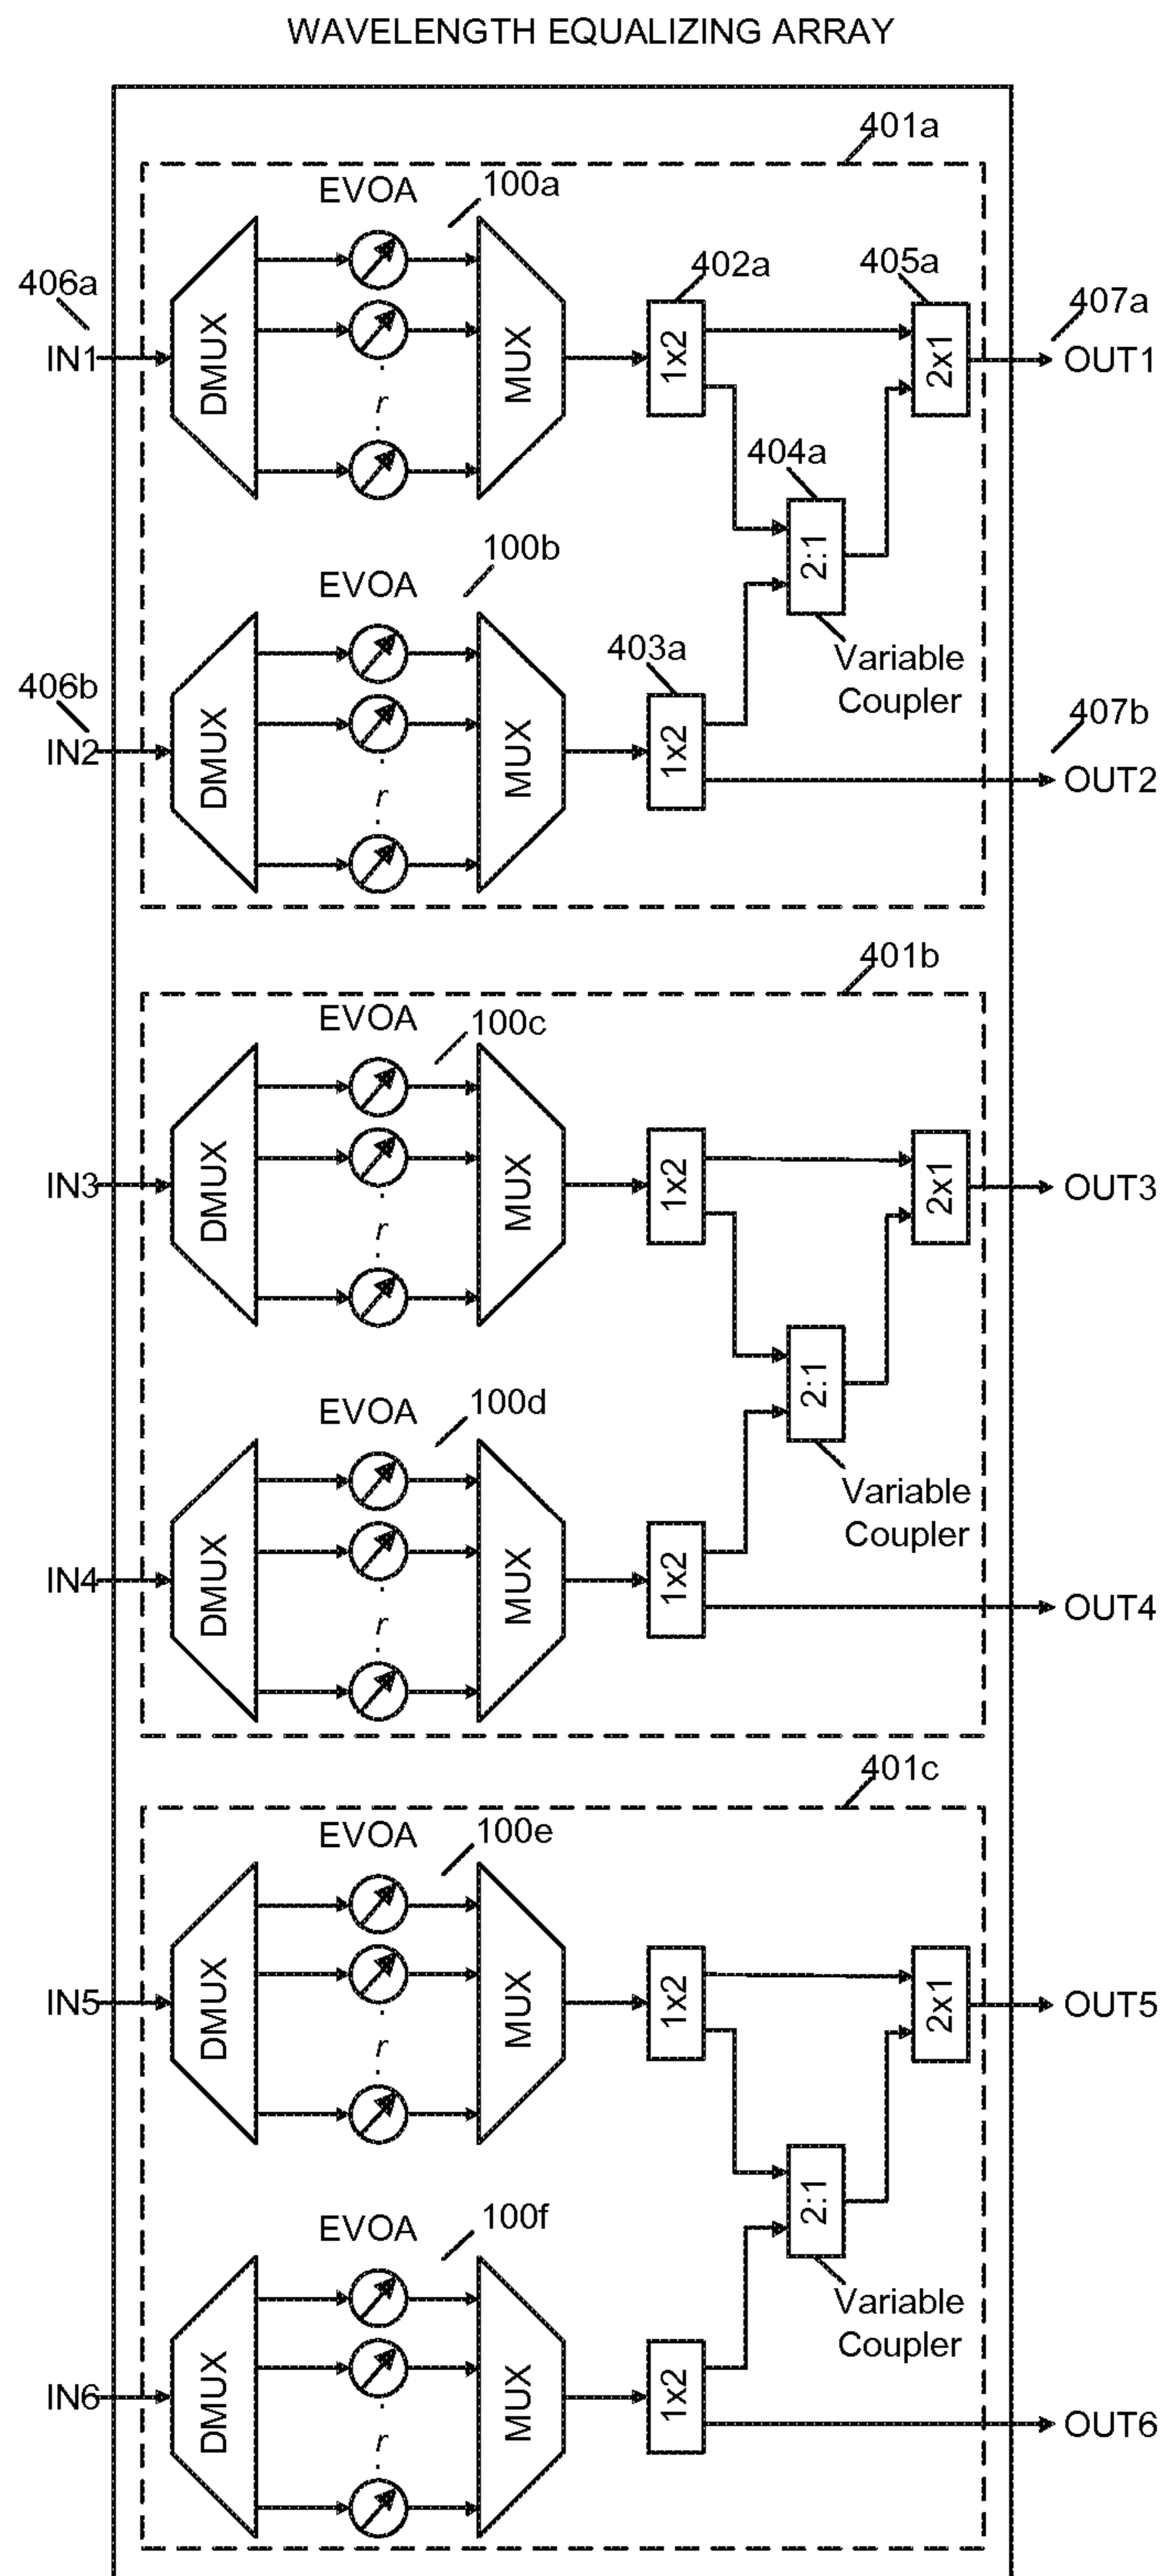 WAVELENGTH EQUALIZING ARRAY
401a
EVOA
100a
406a
IN1
DMUX
r
MUX
402a
1x2
405a
2x1
407a
OUT1
404a
2:1
Variable
Coupler
EVOA
100b
406b
IN2
DMUX
r
MUX
403a
1x2
407b
OUT2
401b
EVOA
100c
IN3
DMUX
r
MUX
1x2
2x1
OUT3
2:1
Variable
Coupler
EVOA
100d
IN4
DMUX
r
MUX
1x2
OUT4
401c
EVOA
100e
IN5
DMUX
r
MUX
1x2
2x1
OUT5
2:1
Variable
Coupler
EVOA
100f
IN6
DMUX
r
MUX
1x2
OUT6